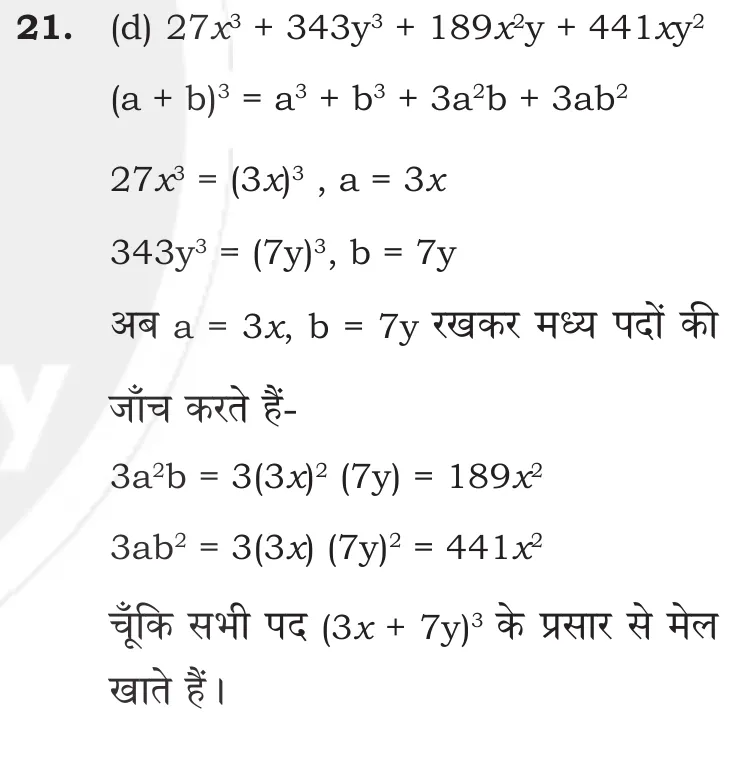 21. (d) 27x³ + 343y³ + 189x²y + 441xy²
(a + b)³ = a³ + b³ + 3a²b + 3ab²
27x³ = (3x)³ , a = 3x
343y³ = (7y)³, b = 7y
अब a = 3x, b = 7y रखकर मध्य पदों की
जाँच करते हैं-
3a²b = 3(3x)² (7y) = 189x²
3ab² = 3(3x) (7y)² = 441x²
चूँकि सभी पद (3x + 7y)³ के प्रसार से मेल
खाते हैं।
y